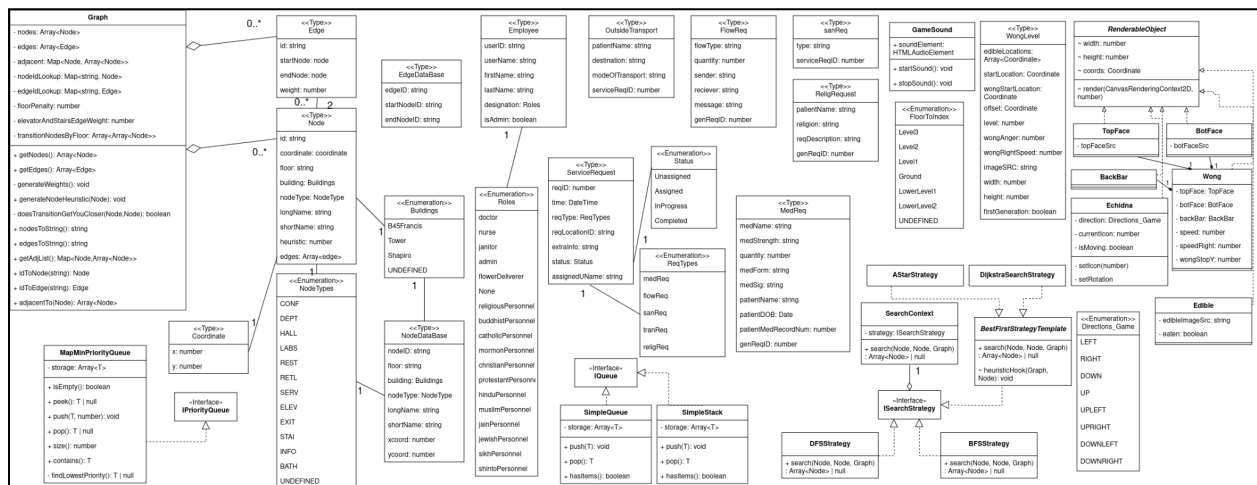 Graph
- nodes: Array<Node>
- edges: Array<Edge>
- adjacent: Map<Node, Array<Node>>
- nodeIdLookup: Map<string, Node>
- edgeIdLookup: Map<string, Edge>
- floorPenalty: number
- elevatorAndStairsEdgeWeight: number
- transitionNodesByFloor: Array<Array<Node>>
+ getNodes(): Array<Node>
+ getEdges(): Array<Edge>
- generateWeights(): void
+ generateNodeHeuristic(Node): void
- doesTransitionGetYouCloser(Node,Node): boolean
+ nodesToString(): string
+ edgesToString(): string
+ getAdjList(): Map<Node,Array<Node>>
+ idToNode(string): Node
+ idToEdge(string): Edge
+ adjacentTo(Node): Array<Node>
0..*
0..*
<<Type>>
Edge
id: string
startNode: node
endNode: node
weight: number
0..*
2
<<Type>>
Node
id: string
coordinate: coordinate
floor: string
building: Buildings
nodeType: NodeType
longName: string
shortName: string
heuristic: number
edges: Array<edge>
1
1
1
<<Enumeration>>
NodeTypes
CONF
DEPT
HALL
LABS
REST
RETL
SERV
ELEV
EXIT
STAI
INFO
BATH
UNDEFINED
<<Type>>
Coordinate
x: number
y: number
MapMinPriorityQueue
- storage: Array<T>
+ isEmpty(): boolean
+ peek(): T | null
+ push(T, number): void
+ pop(): T | null
+ size(): number
+ contains(): T
- findLowestPriority(): T | null
«Interface»
IPriorityQueue
<<Type>>
EdgeDataBase
edgeID: string
startNodeID: string
endNodeID: string
<<Enumeration>>
Buildings
B45Francis
Tower
Shapiro
UNDEFINED
1
1
<<Type>>
NodeDataBase
nodeID: string
floor: string
building: Buildings
nodeType: NodeType
longName: string
shortName: string
xcoord: number
ycoord: number
<<Type>>
Employee
userID: string
userName: string
firstName: string
lastName: string
designation: Roles
isAdmin: boolean
1
<<Enumeration>>
Roles
doctor
nurse
janitor
admin
flowerDeliverer
None
religiousPersonnel
buddhistPersonnel
catholicPersonnel
mormonPersonnel
christianPersonnel
protestantPersonnel
hinduPersonnel
muslimPersonnel
jainPersonnel
jewishPersonnel
sikhPersonnel
shintoPersonnel
<<Type>>
OutsideTransport
patientName: string
destination: string
modeOfTransport: string
serviceReqID: number
<<Type>>
ServiceRequest
reqID: number
time: DateTime
reqType: ReqTypes
reqLocationID: string
extraInfo: string
status: Status
assignedUName: string
1
1
<<Enumeration>>
Status
Unassigned
Assigned
InProgress
Completed
<<Enumeration>>
ReqTypes
medReq
flowReq
sanReq
tranReq
religReq
«Interface»
IQueue
SimpleQueue
- storage: Array<T>
+ push(T): void
+ pop(): T
+ hasItems(): boolean
SimpleStack
- storage: Array<T>
+ push(T): void
+ pop(): T
+ hasItems(): boolean
<<Type>>
FlowReq
flowType: string
quantity: number
sender: string
reciever: string
message: string
genReqID: number
<<Type>>
sanReq
type: string
serviceReqID: number
<<Type>>
ReligRequest
patientName: string
religion: string
reqDescription: string
genReqID: number
<<Type>>
MedReq
medName: string
medStrength: string
quantity: number
medForm: string
medSig: string
patientName: string
patientDOB: Date
patientMedRecordNum: number
genReqID: number
GameSound
+ soundElement:
HTMLAudioElement
+ startSound(): void
+ stopSound(): void
<<Enumeration>>
FloorToIndex
Level3
Level2
Level1
Ground
LowerLevel1
LowerLevel2
UNDEFINED
<<Type>>
WongLevel
edibleLocations:
Array<Coordinate>
startLocation: Coordinate
wongStartLocation:
Coordinate
offset: Coordinate
level: number
wongAnger: number
wongRightSpeed: number
imageSRC: string
width: number
height: number
firstGeneration: boolean
RenderableObject
~ width: number
~ height: number
~ coords: Coordinate
~ render(CanvasRenderingContext2D,
number)
TopFace
- topFaceSrc
BotFace
- botFaceSrc
BackBar
1
1
1
Wong
- topFace: TopFace
- botFace: BotFace
- backBar: BackBar
- speed: number
- speedRight: number
- wongStopY: number
Echidna
- direction: Directions_Game
- currentIcon: number
- isMoving: boolean
- setIcon(number)
- setRotation
Edible
- edibleImageSrc: string
- eaten: boolean
<<Enumeration>>
Directions_Game
LEFT
RIGHT
DOWN
UP
UPLEFT
UPRIGHT
DOWNLEFT
DOWNRIGHT
AStarStrategy
DijkstraSearchStrategy
SearchContext
- strategy: ISearchStrategy
+ search(Node, Node, Graph)
: Array<Node> | null
1
BestFirstStrategyTemplate
+ search(Node, Node, Graph)
: Array<Node> | null
~ heuristicHook(Graph,
Node): void
«Interface»
ISearchStrategy
DFSStrategy
+ search(Node, Node, Graph)
: Array<Node> | null
BFSStrategy
+ search(Node, Node, Graph)
: Array<Node> | null